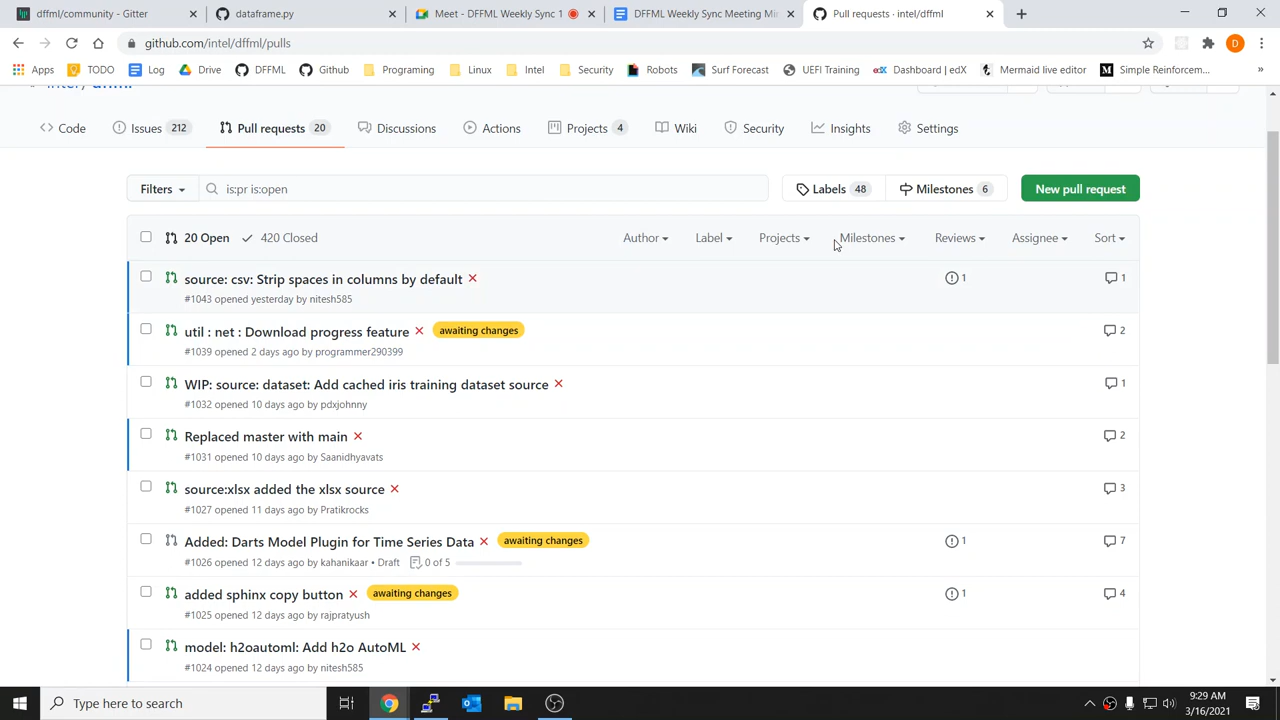 dffml/community - Gitter
dataframe.py
Meet - DFFML Weekly Sync 1
DFFML Weekly Sync Meeting Mi
Pull requests · intel/dffml
github.com/intel/dffml/pulls
D
Apps
TODO
Log
Drive
DFFML
Github
Programing
Linux
Intel
Security
Robots
Surf Forecast
UEFI Training
Dashboard | edX
Mermaid live editor
Simple Reinforcem...
»
Code
Issues 212
Pull requests 20
Discussions
Actions
Projects 4
Wiki
Security
Insights
Settings
Filters
is:pr is:open
Labels 48
Milestones 6
New pull request
20 Open
420 Closed
Author
Label
Projects
Milestones
Reviews
Assignee
Sort
source: csv: Strip spaces in columns by default
1
1
#1043 opened yesterday by nitesh585
util : net : Download progress feature
awaiting changes
2
#1039 opened 2 days ago by programmer290399
WIP: source: dataset: Add cached iris training dataset source
1
#1032 opened 10 days ago by pdxjohnny
Replaced master with main
2
#1031 opened 10 days ago by Saanidhyavats
source:xlsx added the xlsx source
3
#1027 opened 11 days ago by Pratikrocks
Added: Darts Model Plugin for Time Series Data
awaiting changes
1
7
#1026 opened 12 days ago by kahanikaar • Draft
0 of 5
added sphinx copy button
awaiting changes
1
4
#1025 opened 12 days ago by rajpratyush
model: h2oautoml: Add h2o AutoML
#1024 opened 12 days ago by nitesh585
Type here to search
9:29 AM
3/16/2021